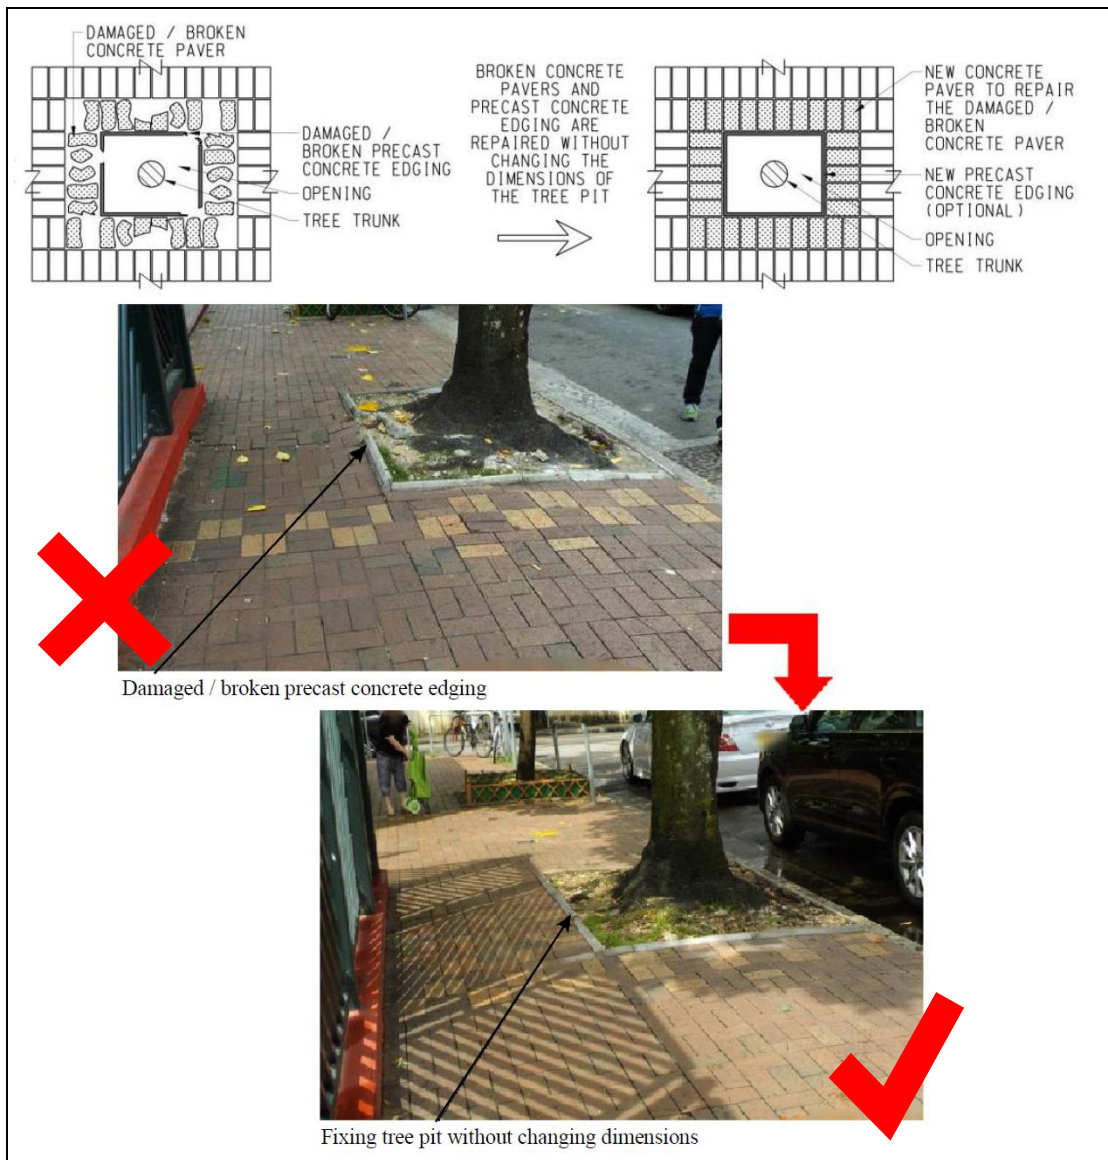 DAMAGED / BROKEN
CONCRETE PAVER
DAMAGED /
BROKEN PRECAST
CONCRETE EDGING
OPENING
TREE TRUNK
BROKEN CONCRETE
PAVERS AND
PRECAST CONCRETE
EDGING ARE
REPAIRED WITHOUT
CHANGING THE
DIMENSIONS OF
THE TREE PIT
NEW CONCRETE
PAVER TO REPAIR
THE DAMAGED /
BROKEN
CONCRETE PAVER
NEW PRECAST
CONCRETE EDGING
(OPTIONAL)
OPENING
TREE TRUNK
Damaged / broken precast concrete edging
Fixing tree pit without changing dimensions